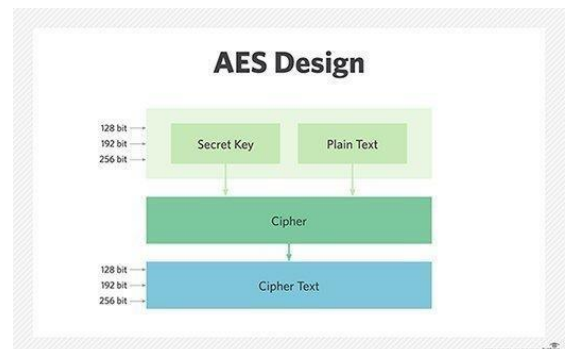 AES Design
128 bit
192 bit
256 bit
Secret Key
Plain Text
Cipher
128 bit
192 bit
256 bit
Cipher Text